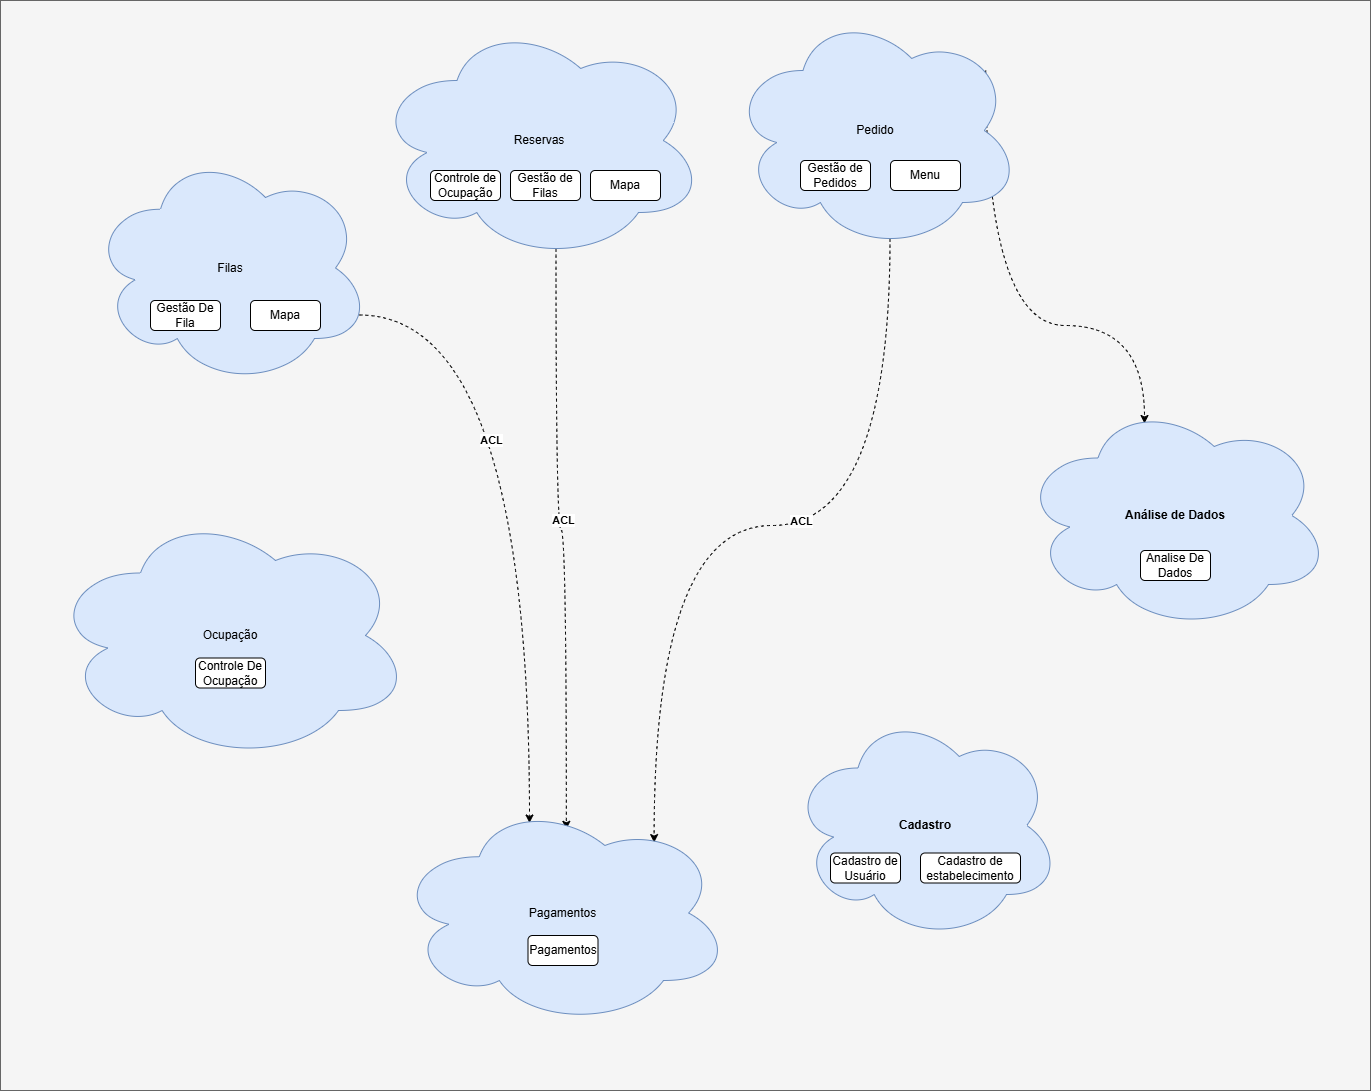 Reservas
Controle de
Ocupação
Gestão de
Filas
Mapa
Pedido
Gestão de
Pedidos
Menu
Filas
Gestão De
Fila
Mapa
ACL
ACL
ACL
Análise de Dados
Analise De
Dados
Ocupação
Controle De
Ocupação
Cadastro
Cadastro de
Usuário
Cadastro de
estabelecimento
Pagamentos
Pagamentos